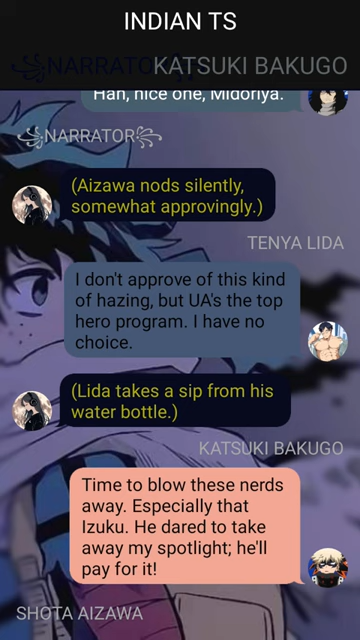 INDIAN TS
꧁NARRATOR꧂
KATSUKI BAKUGO
Hah, nice one, Midoriya.
꧁NARRATOR꧂
(Aizawa nods silently,
somewhat approvingly.)
TENYA LIDA
I don't approve of this kind
of hazing, but UA's the top
hero program. I have no
choice.
(Lida takes a sip from his
water bottle.)
KATSUKI BAKUGO
Time to blow these nerds
away. Especially that
Izuku. He dared to take
away my spotlight; he'll
pay for it!
SHOTA AIZAWA